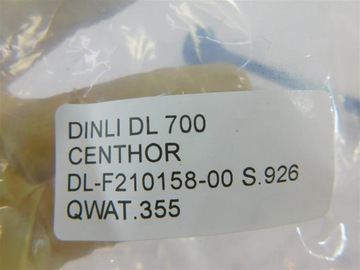 DINLI DL 700
CENTHOR
DL-F210158-00 S.926
QWAT.355